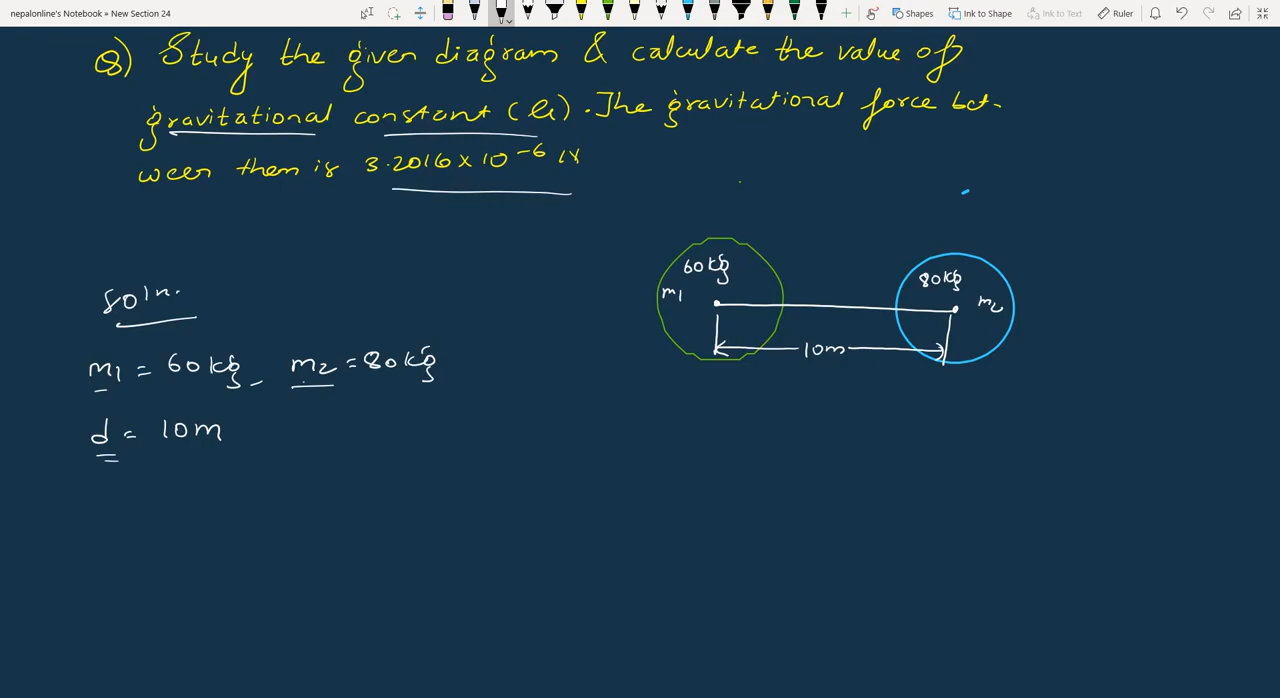 nepalonline's Notebook » New Section 24
Shapes Ink to Shape Ink to Text Ruler
Q) Study the given diagram & calculate the value of
gravitational constant (G). The gravitational force bet-
ween them is 3.2016 x 10^-6 N
60kg
m1
80kg
m2
10m
Soln.
m1 = 60kg, m2 = 80kg
d = 10m